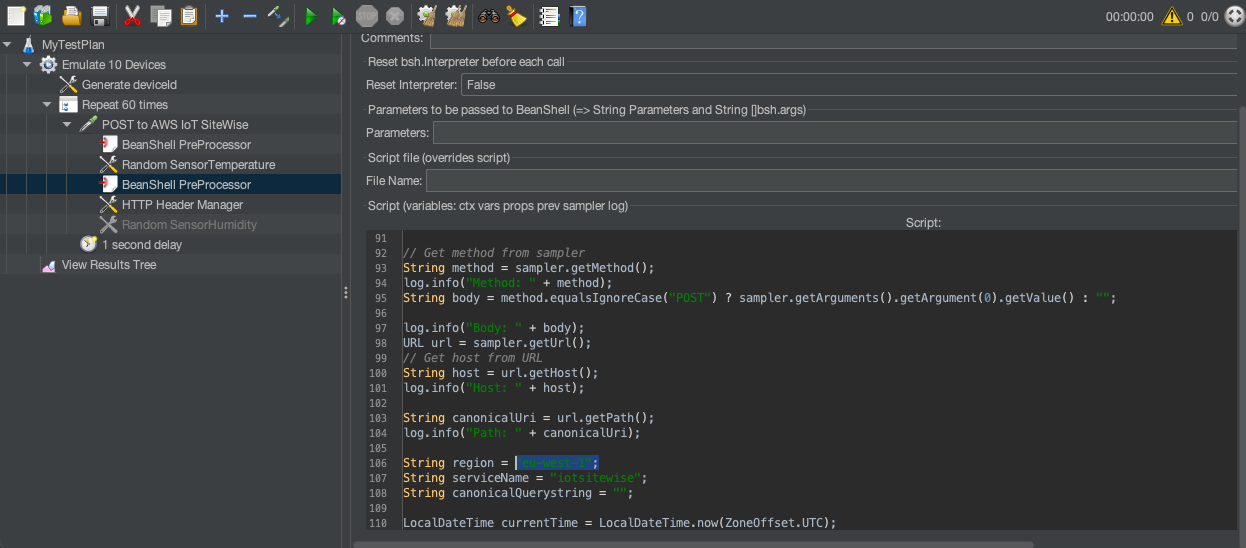 00:00:00 0 0/0
MyTestPlan
Emulate 10 Devices
Generate deviceId
Repeat 60 times
POST to AWS IoT SiteWise
BeanShell PreProcessor
Random SensorTemperature
BeanShell PreProcessor
HTTP Header Manager
Random SensorHumidity
1 second delay
View Results Tree
Comments:
Reset bsh.Interpreter before each call
Reset Interpreter: False
Parameters to be passed to BeanShell (=> String Parameters and String []bsh.args)
Parameters:
Script file (overrides script)
File Name:
Script (variables: ctx vars props prev sampler log)
Script:
91
92 // Get method from sampler
93 String method = sampler.getMethod();
94 log.info("Method: " + method);
95 String body = method.equalsIgnoreCase("POST") ? sampler.getArguments().getArgument(0).getValue() : "";
96
97 log.info("Body: " + body);
98 URL url = sampler.getUrl();
99 // Get host from URL
100 String host = url.getHost();
101 log.info("Host: " + host);
102
103 String canonicalUri = url.getPath();
104 log.info("Path: " + canonicalUri);
105
106 String region =
107 String serviceName = "iotsitewise";
108 String canonicalQuerystring = "";
109
110 LocalDateTime currentTime = LocalDateTime.now(ZoneOffset.UTC);